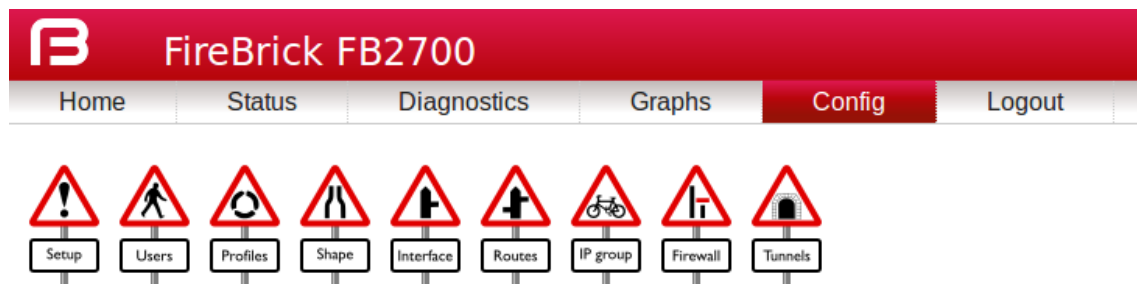 FireBrick FB2700
Home Status Diagnostics Graphs Config Logout
Setup Users Profiles Shape Interface Routes IP group Firewall Tunnels